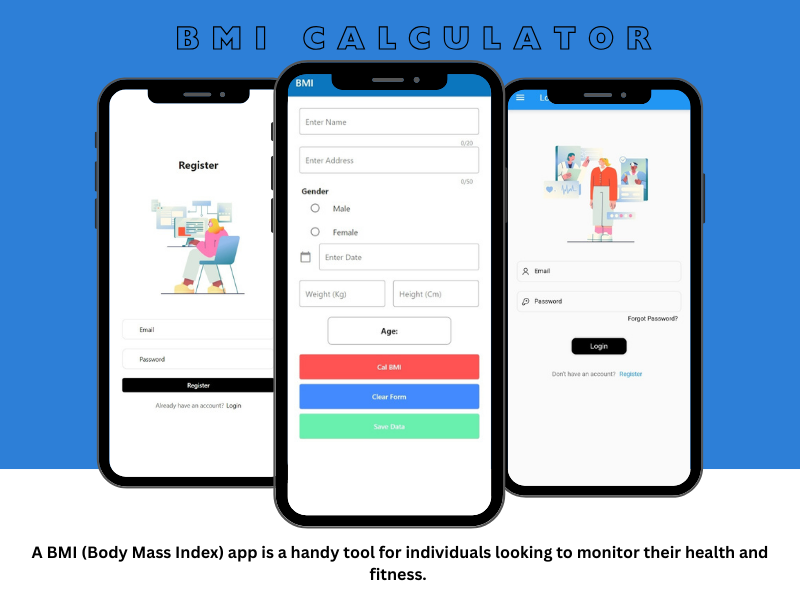 BMI CALCULATOR
Register
Email
Password
Register
Already have an account? Login
BMI
Enter Name
0/20
Enter Address
0/50
Gender
Male
Female
Enter Date
Weight (Kg)
Height (Cm)
Age:
Cal BMI
Clear Form
Save Data
Email
Password
Forgot Password?
Login
Don't have an account? Register
A BMI (Body Mass Index) app is a handy tool for individuals looking to monitor their health and
fitness.